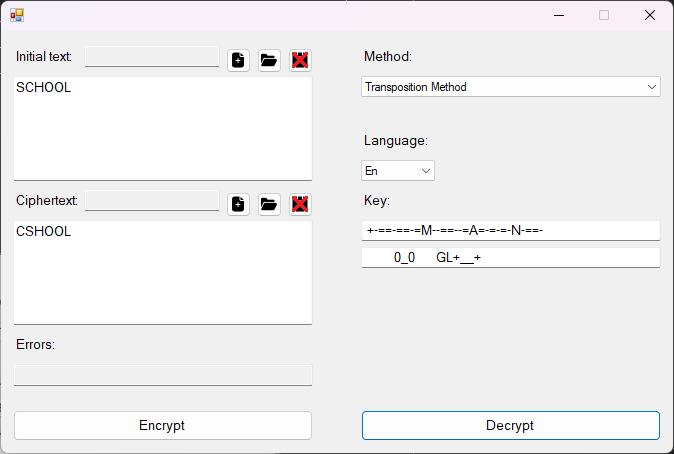 Initial text:
SCHOOL
Ciphertext:
CSHOOL
Errors:
Encrypt
Method:
Transposition Method
Language:
En
Key:
+-==-==-=M--==--=A=-=-=-N-==-
0_0 GL+__+
Decrypt